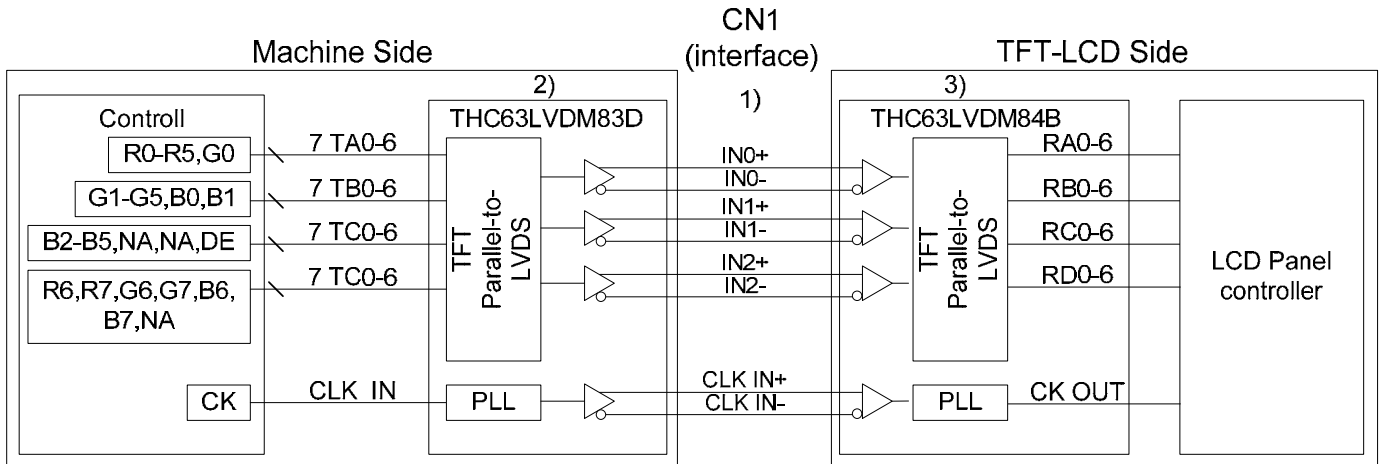 CN1
(interface)
Machine Side
TFT-LCD Side
2)
1)
3)
Controll
THC63LVDM83D
THC63LVDM84B
R0-R5,G0
7 TA0-6
IN0+
IN0-
RA0-6
G1-G5,B0,B1
7 TB0-6
IN1+
IN1-
RB0-6
B2-B5,NA,NA,DE
7 TC0-6
IN2+
IN2-
RC0-6
R6,R7,G6,G7,B6,
B7,NA
7 TC0-6
RD0-6
TFT
Parallel-to-
LVDS
TFT
Parallel-to-
LVDS
LCD Panel
controller
CK
CLK IN
PLL
CLK IN+
CLK IN-
PLL
CK OUT